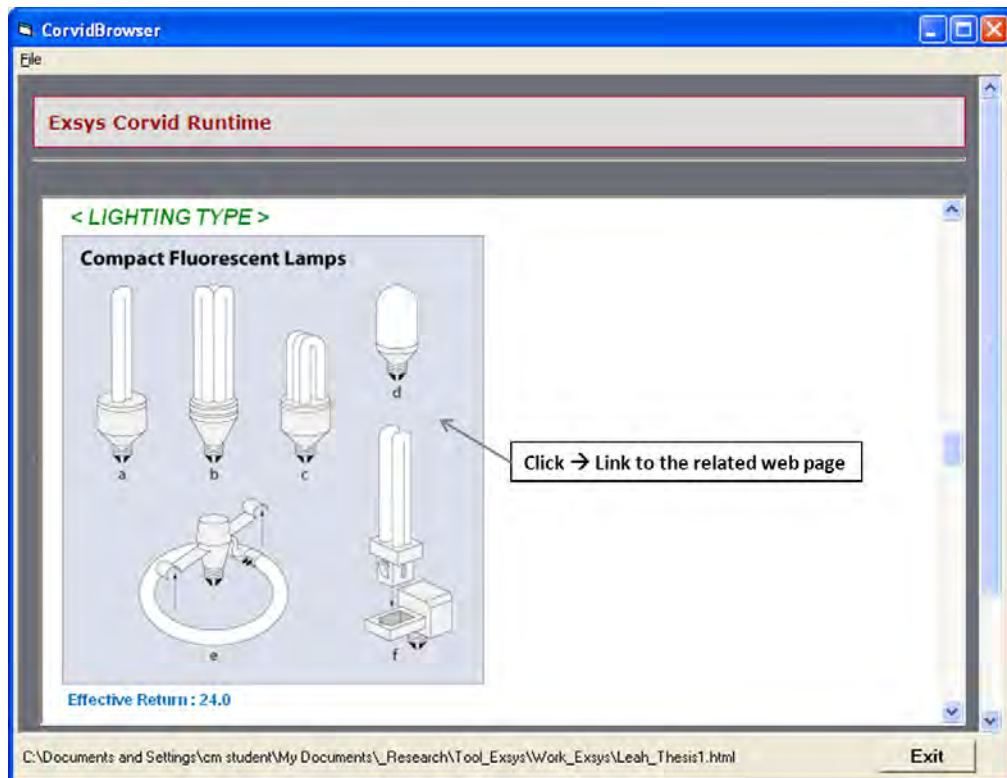 CorvidBrowser
File
Exsys Corvid Runtime
< LIGHTING TYPE >
Compact Fluorescent Lamps
a
b
c
d
Click → Link to the related web page
e
f
Effective Return : 24.0
C:\Documents and Settings\cm student\My Documents\_Research\Tool_Exsys\Work_Exsys\Leah_Thesis1.html
Exit